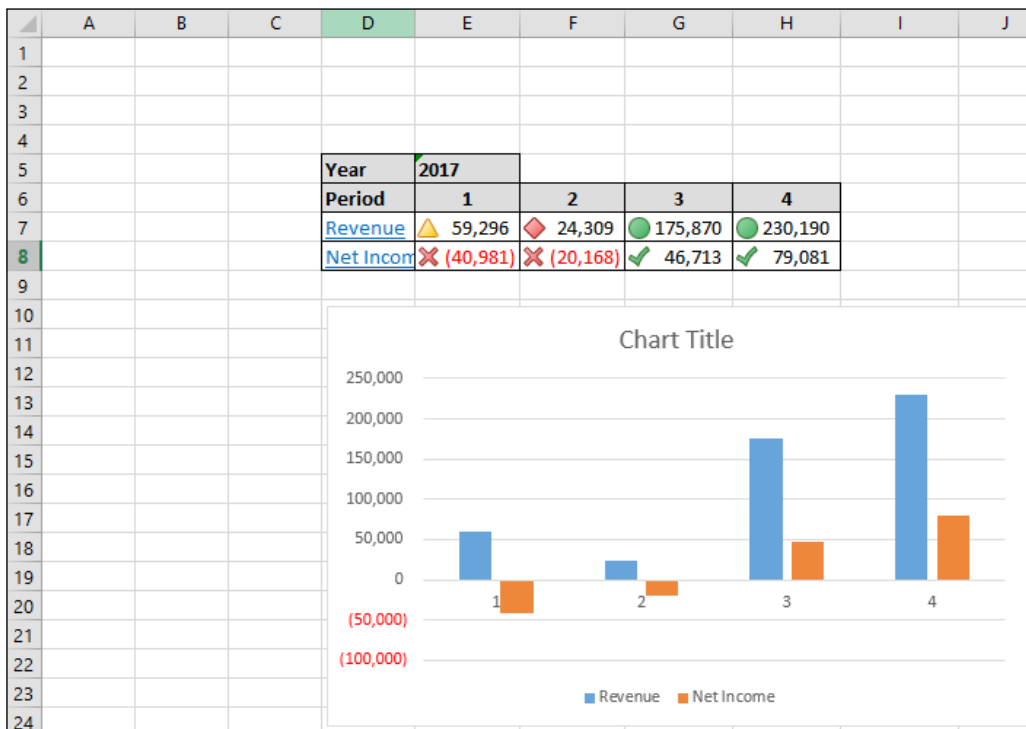 A B C D E F G H I J
1
2
3
4
5 Year 2017
6 Period 1 2 3 4
7 Revenue 59,296 24,309 175,870 230,190
8 Net Incom (40,981) (20,168) 46,713 79,081
9
10
11 Chart Title
12 250,000
13 200,000
14
15 150,000
16 100,000
17 50,000
18
19 0
20 1 2 3 4
(50,000)
21
22 (100,000)
23 Revenue Net Income
24